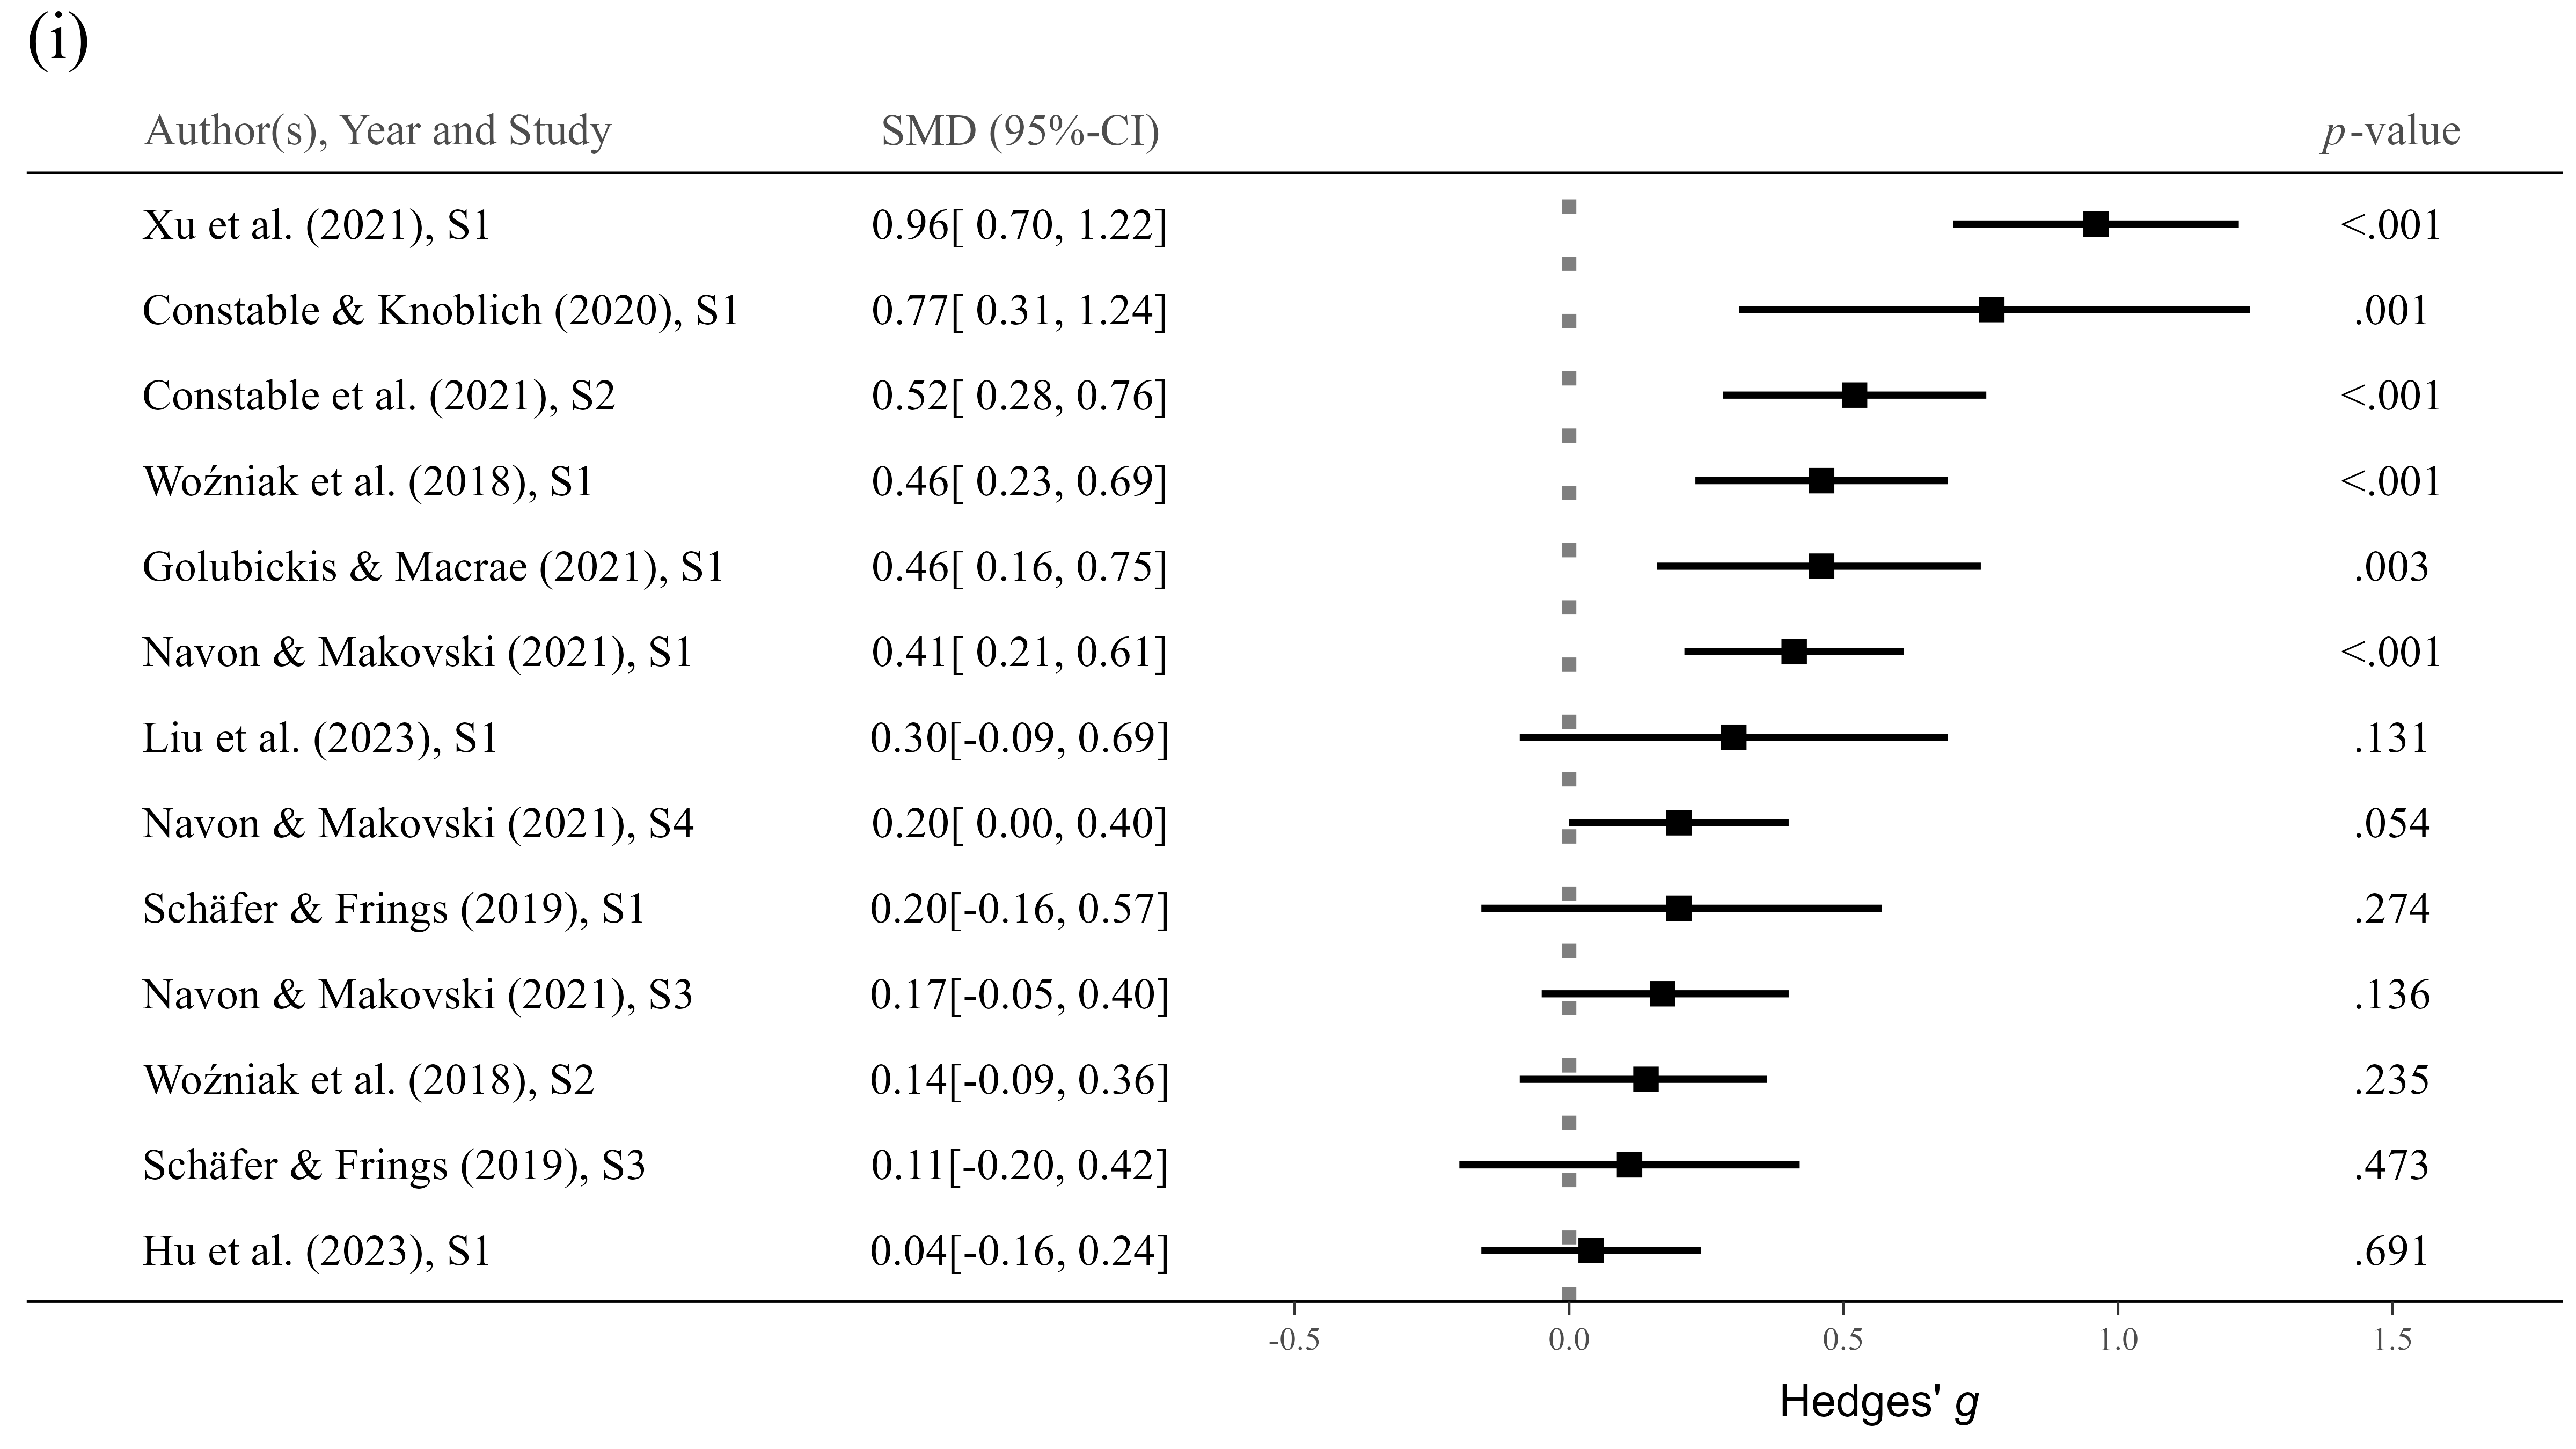 (i)
Author(s), Year and Study SMD (95%-CI) p-value
Xu et al. (2021), S1 0.96[ 0.70, 1.22] <.001
Constable & Knoblich (2020), S1 0.77[ 0.31, 1.24] .001
Constable et al. (2021), S2 0.52[ 0.28, 0.76] <.001
Woźniak et al. (2018), S1 0.46[ 0.23, 0.69] <.001
Golubickis & Macrae (2021), S1 0.46[ 0.16, 0.75] .003
Navon & Makovski (2021), S1 0.41[ 0.21, 0.61] <.001
Liu et al. (2023), S1 0.30[-0.09, 0.69] .131
Navon & Makovski (2021), S4 0.20[ 0.00, 0.40] .054
Schäfer & Frings (2019), S1 0.20[-0.16, 0.57] .274
Navon & Makovski (2021), S3 0.17[-0.05, 0.40] .136
Woźniak et al. (2018), S2 0.14[-0.09, 0.36] .235
Schäfer & Frings (2019), S3 0.11[-0.20, 0.42] .473
Hu et al. (2023), S1 0.04[-0.16, 0.24] .691
-0.5 0.0 0.5 1.0 1.5
Hedges' g